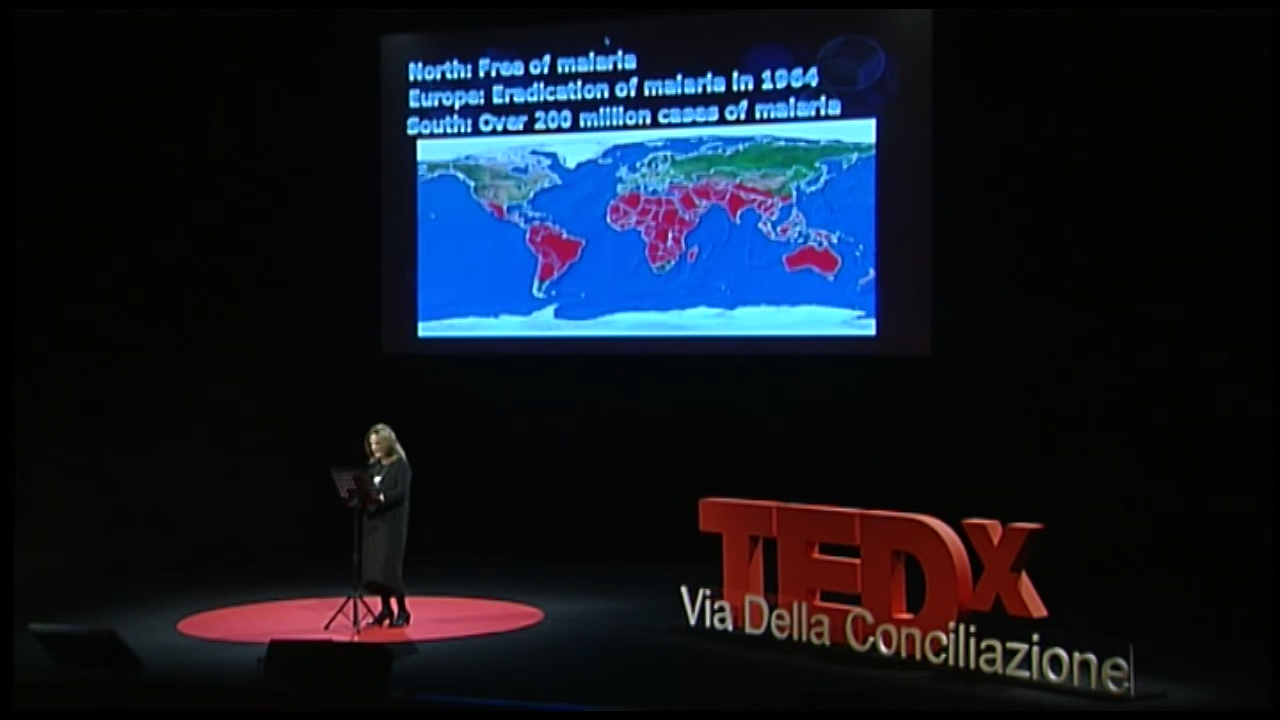 North: Free of malaria
Europe: Eradication of malaria in 1964
South: Over 200 million cases of malaria
TEDx
Via Della Conciliazione